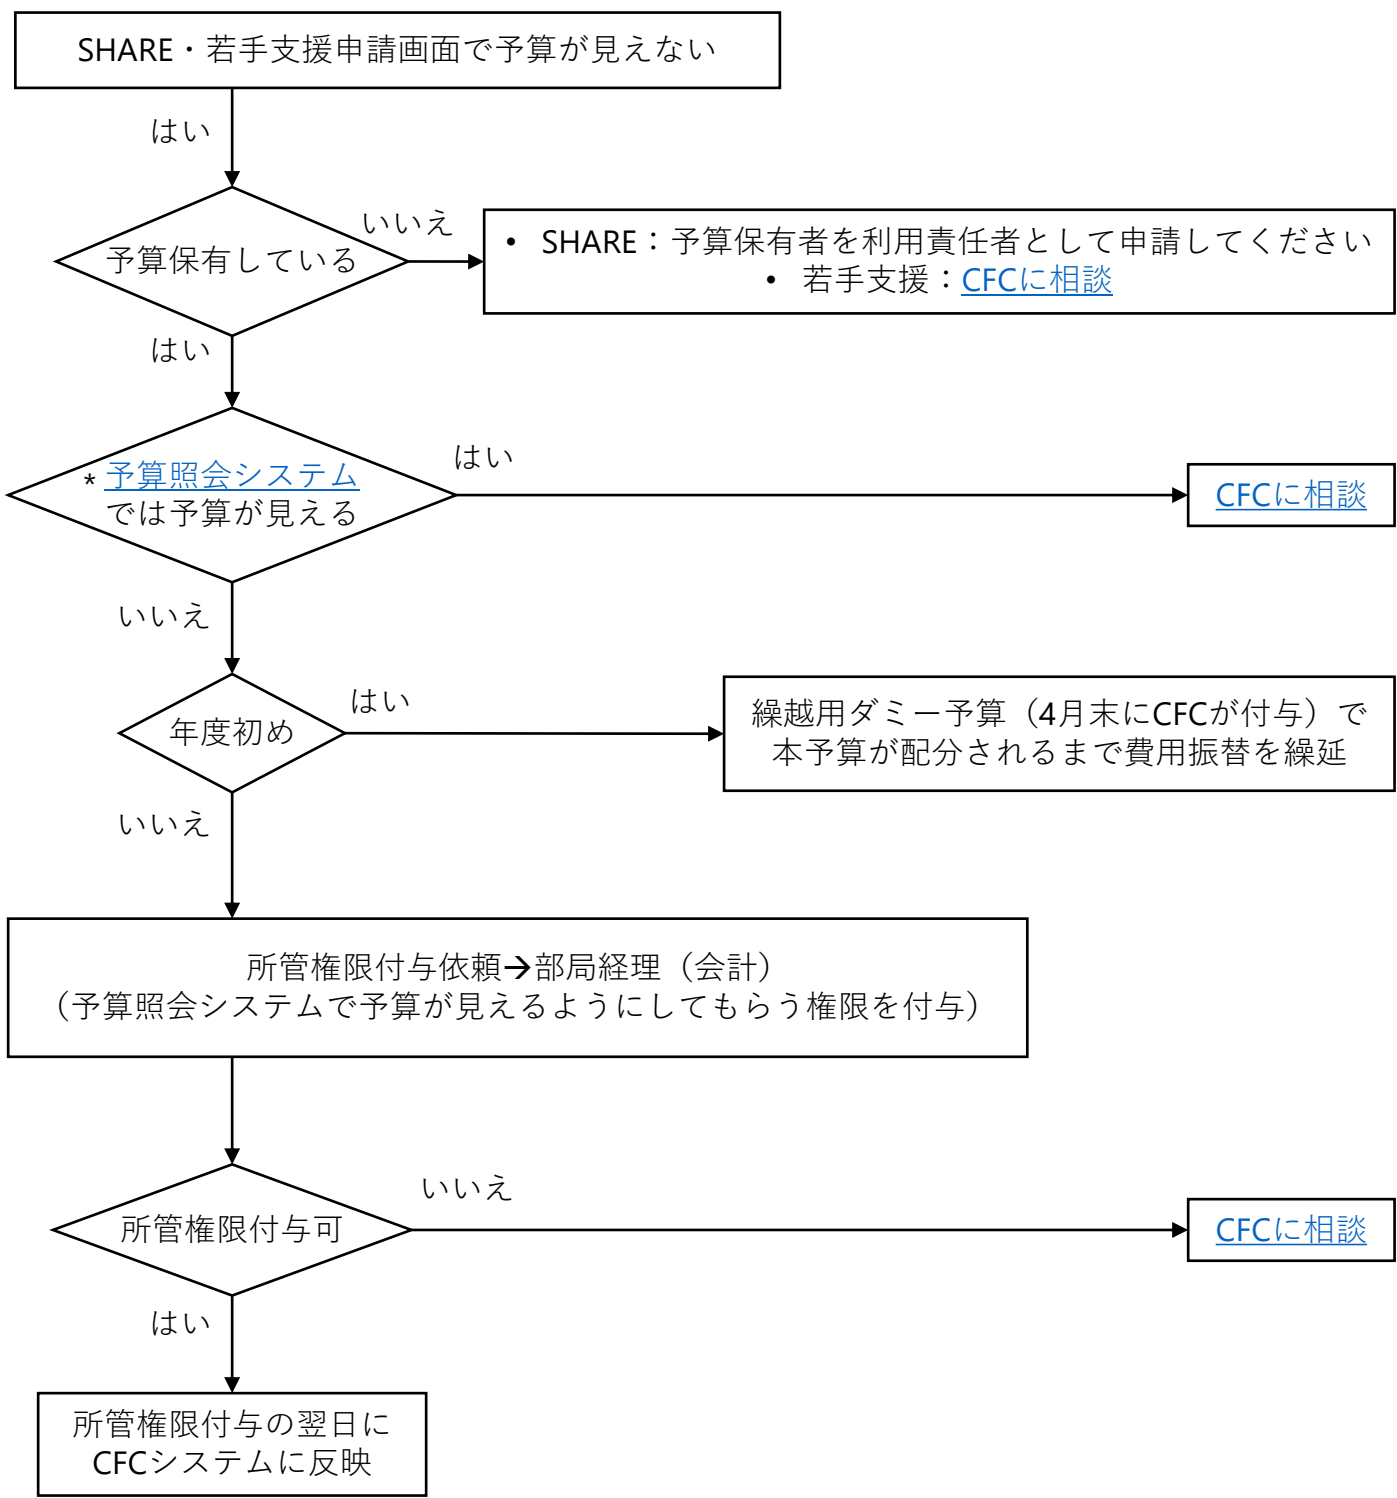 SHARE・若手支援申請画面で予算が見えない
はい
予算保有している
いいえ
• SHARE：予算保有者を利用責任者として申請してください
• 若手支援：CFCに相談
はい
* 予算照会システム
では予算が見える
はい
CFCに相談
いいえ
年度初め
はい
繰越用ダミー予算（4月末にCFCが付与）で
本予算が配分されるまで費用振替を繰延
いいえ
所管権限付与依頼→部局経理（会計）
（予算照会システムで予算が見えるようにしてもらう権限を付与）
所管権限付与可
いいえ
CFCに相談
はい
所管権限付与の翌日に
CFCシステムに反映